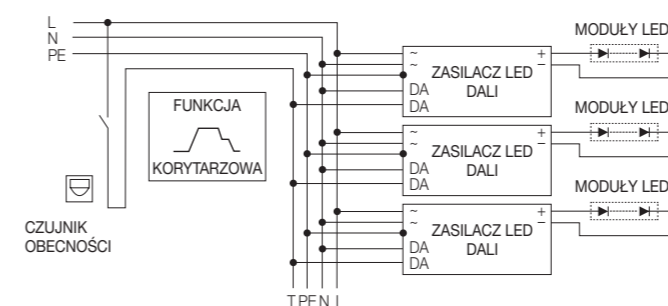 L
N
PE
FUNKCJA
KORYTARZOWA
CZUJNIK
OBECNOŚCI
~
~
DA
DA
ZASILACZ LED
DALI
+
–
MODUŁY LED
~
~
DA
DA
ZASILACZ LED
DALI
+
–
MODUŁY LED
~
~
DA
DA
ZASILACZ LED
DALI
+
–
MODUŁY LED
T PE N L